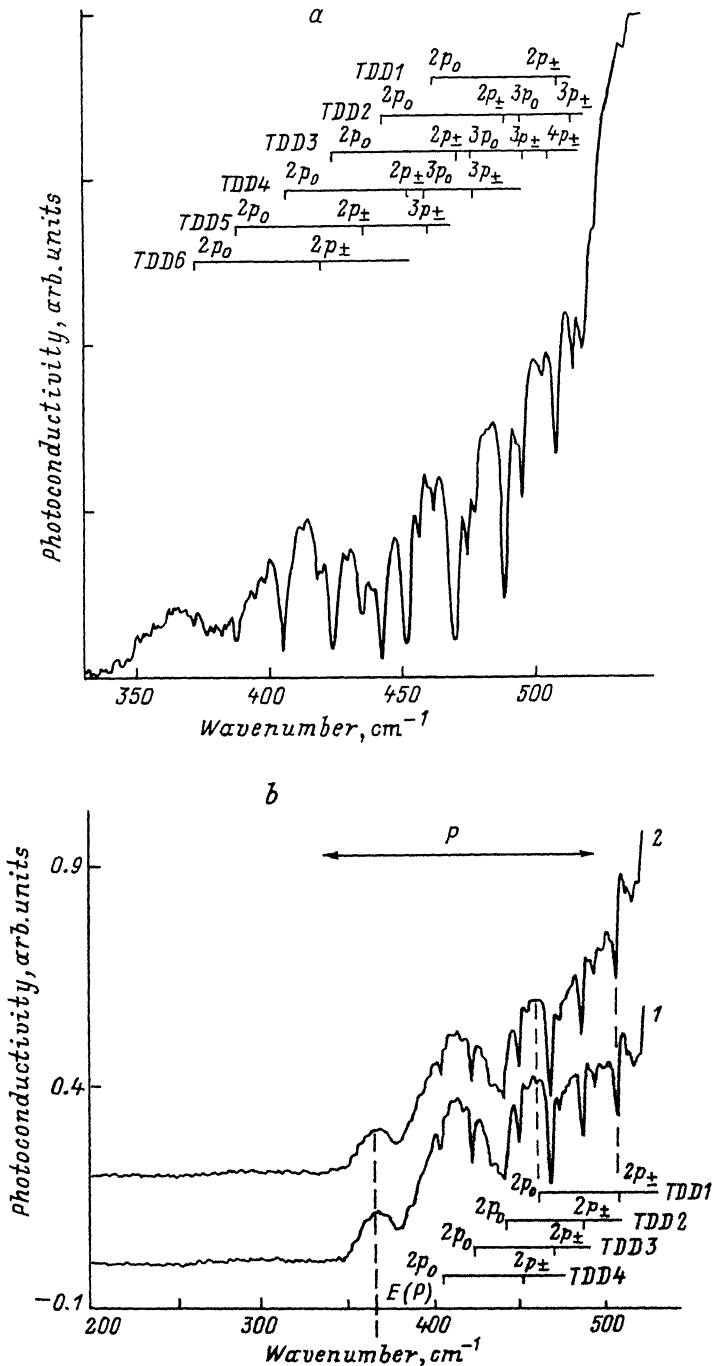 a
TDD1 2p₀ 2p±
TDD2 2p₀ 2p± 3p₀ 3p±
TDD3 2p₀ 2p± 3p₀ 3p± 4p±
TDD4 2p₀ 2p± 3p₀ 3p±
TDD5 2p₀ 2p± 3p±
TDD6 2p₀ 2p±
Photoconductivity, arb.units
350 400 450 500
Wavenumber, cm⁻¹
b
P
0.9
2
1
0.4
Photoconductivity, arb.units
2p₀ 2p± TDD1
2p₀ 2p± TDD2
2p₀ 2p± TDD3
2p₀ 2p± TDD4
E(P)
-0.1
200 300 400 500
Wavenumber, cm⁻¹